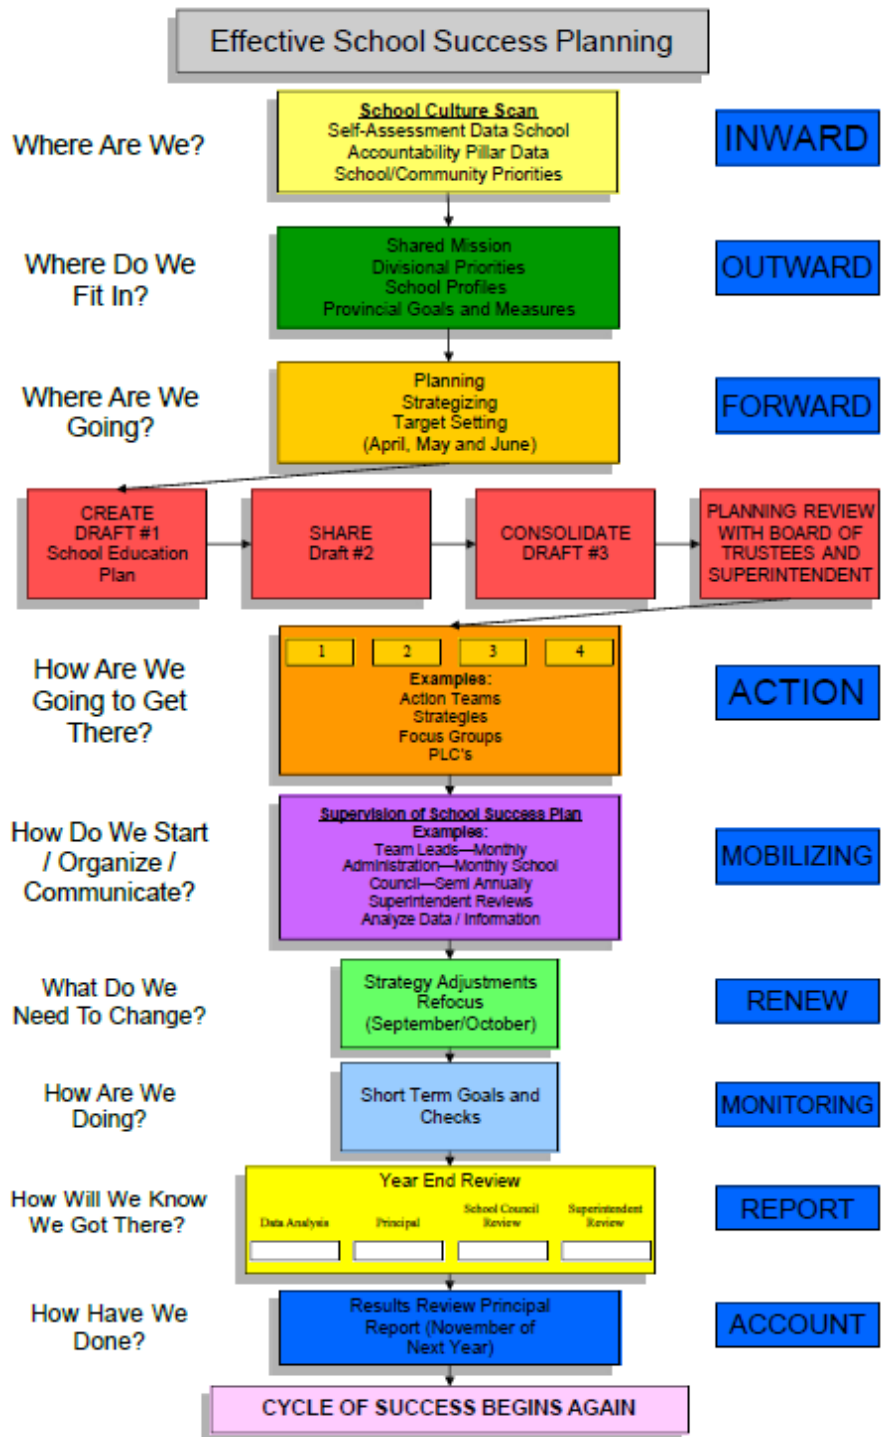 Effective School Success Planning
Where Are We?
School Culture Scan
Self-Assessment Data School
Accountability Pillar Data
School/Community Priorities
INWARD
Where Do We
Fit In?
Shared Mission
Divisional Priorities
School Profiles
Provincial Goals and Measures
OUTWARD
Where Are We
Going?
Planning
Strategizing
Target Setting
(April, May and June)
FORWARD
CREATE
DRAFT #1
School Education
Plan
SHARE
Draft #2
CONSOLIDATE
DRAFT #3
PLANNING REVIEW
WITH BOARD OF
TRUSTEES AND
SUPERINTENDENT
How Are We
Going to Get
There?
1 2 3 4
Examples:
Action Teams
Strategies
Focus Groups
PLC's
ACTION
How Do We Start
/ Organize /
Communicate?
Supervision of School Success Plan
Examples:
Team Leads—Monthly
Administration—Monthly School
Council—Semi Annually
Superintendent Reviews
Analyze Data / Information
MOBILIZING
What Do We
Need To Change?
Strategy Adjustments
Refocus
(September/October)
RENEW
How Are We
Doing?
Short Term Goals and
Checks
MONITORING
How Will We Know
We Got There?
Year End Review
Data Analysis
Principal
School Council
Review
Superintendent
Review
REPORT
How Have We
Done?
Results Review Principal
Report (November of
Next Year)
ACCOUNT
CYCLE OF SUCCESS BEGINS AGAIN